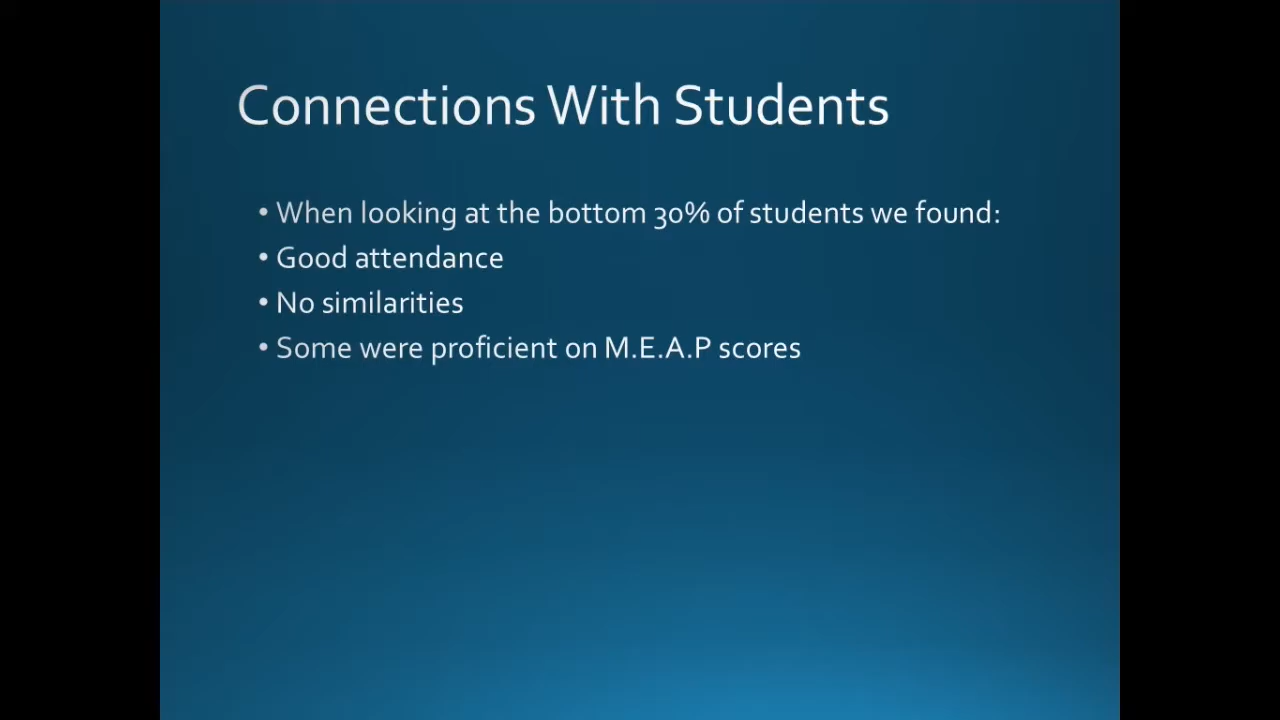 Connections With Students
• When looking at the bottom 30% of students we found:
• Good attendance
• No similarities
• Some were proficient on M.E.A.P scores